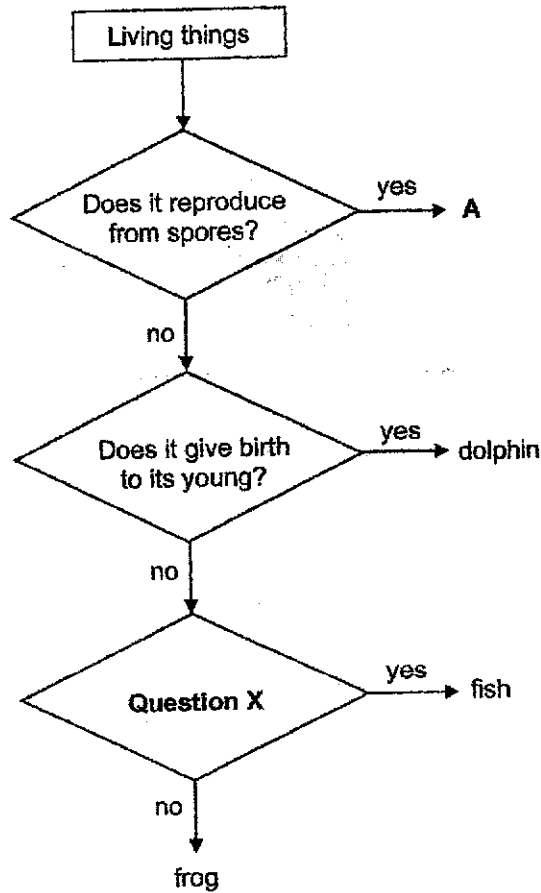 Living things
Does it reproduce
from spores?
yes
A
no
Does it give birth
to its young?
yes
dolphin
no
Question X
yes
fish
no
frog